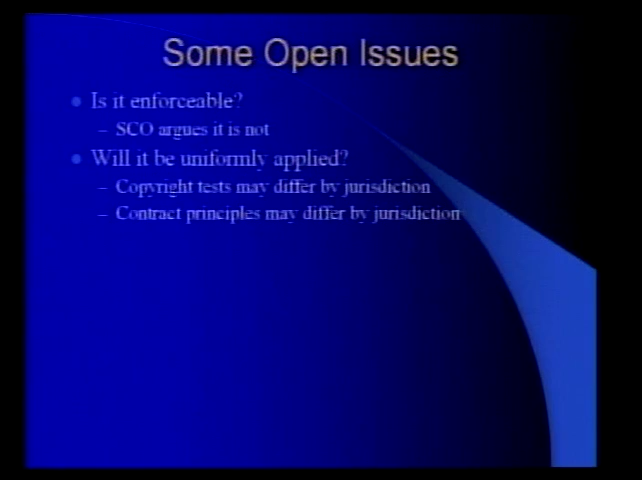 Some Open Issues
Is it enforceable?
– SCO argues it is not
Will it be uniformly applied?
– Copyright tests may differ by jurisdiction
– Contract principles may differ by jurisdiction